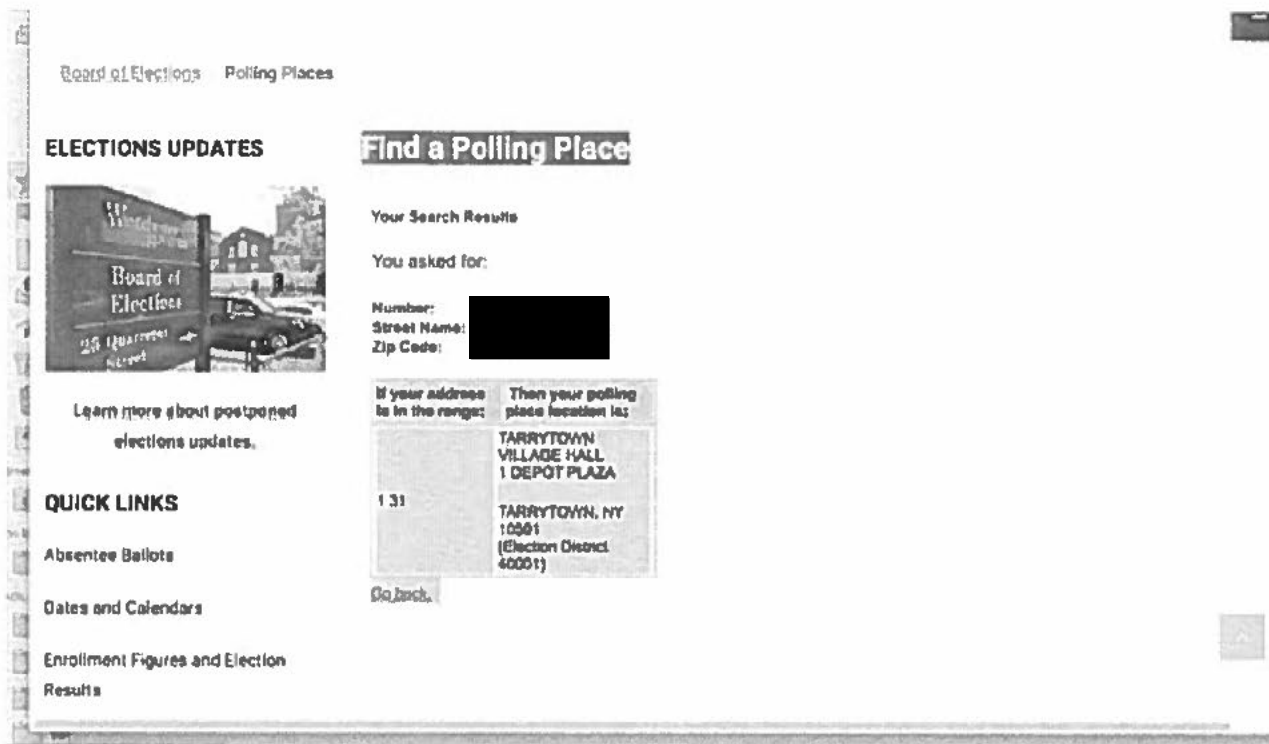 Board of Elections Polling Places
ELECTIONS UPDATES
Board of
Elections
25 Quarropas
Street
Learn more about postponed
elections updates.
QUICK LINKS
Absentee Ballots
Dates and Calendars
Enrollment Figures and Election
Results
Find a Polling Place
Your Search Results
You asked for:
Number:
Street Name:
Zip Code:
If your address
is in the range:
Then your polling
place location is:
1 31
TARRYTOWN
VILLAGE HALL
1 DEPOT PLAZA
TARRYTOWN, NY
10591
(Election District
40001)
Go back.